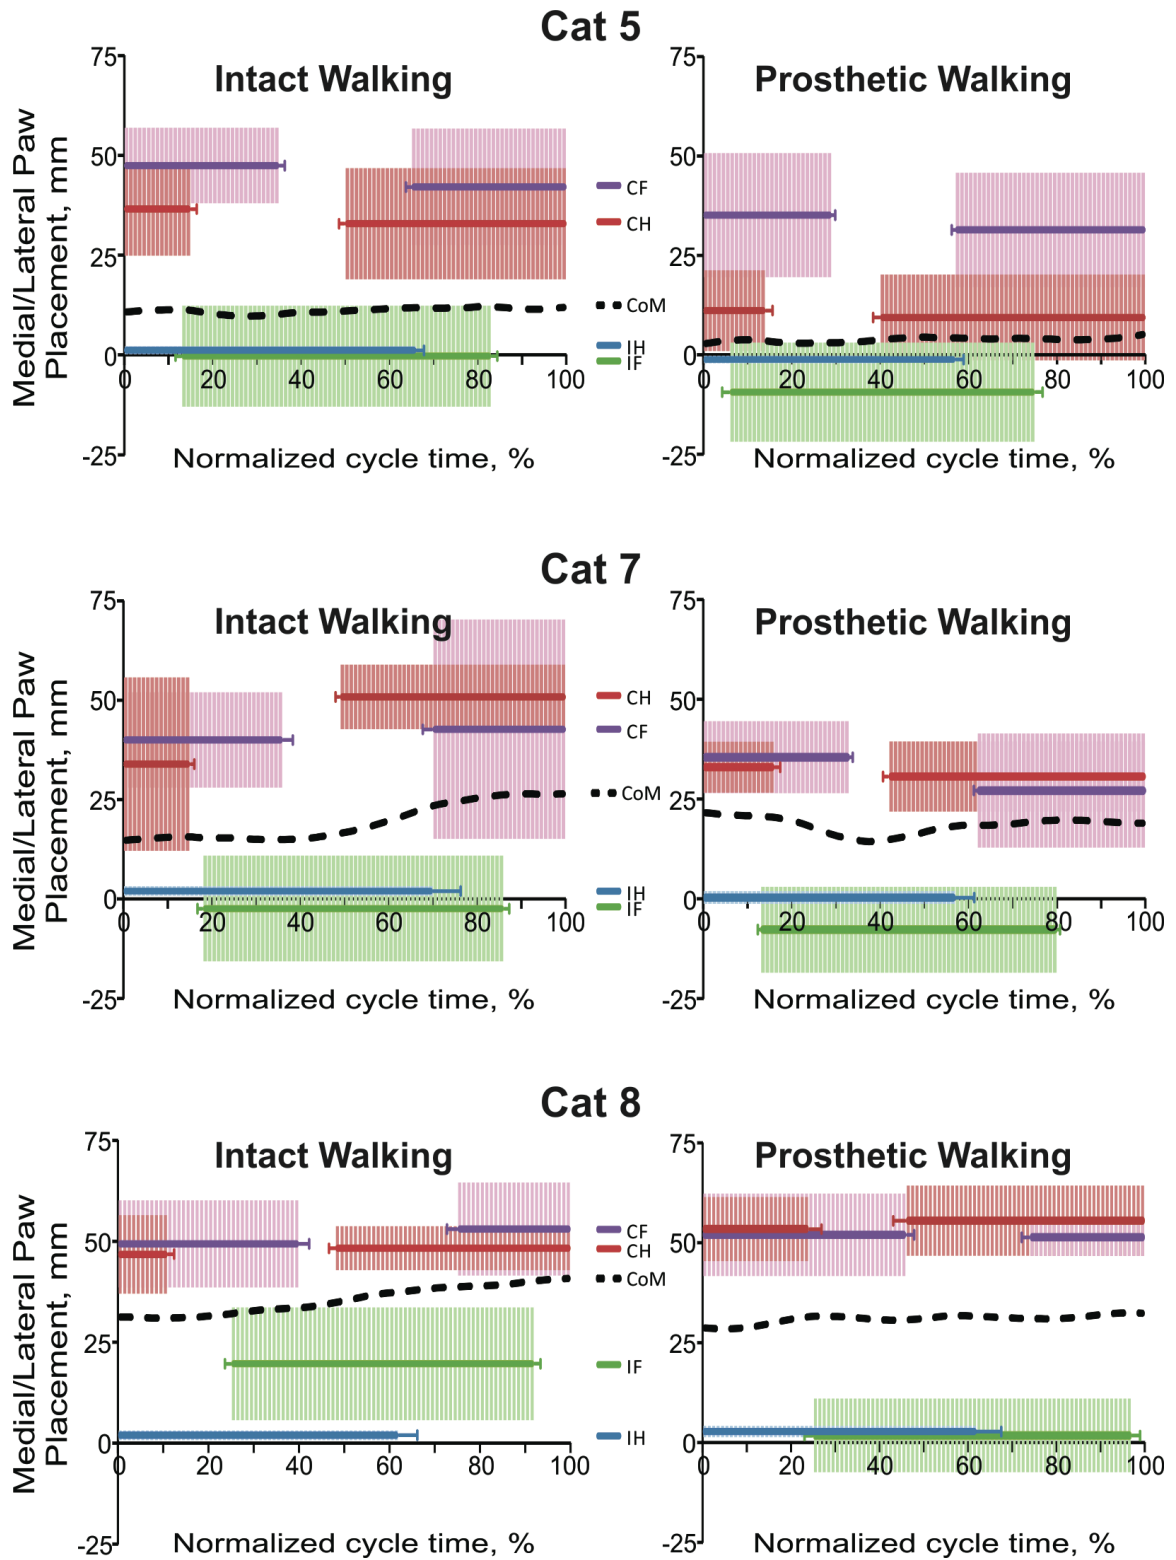 Cat 5
Intact Walking
Prosthetic Walking
Medial/Lateral Paw
Placement, mm
75
50
25
0
-25
0 20 40 60 80 100
Normalized cycle time, %
CF
CH
CoM
IH
IF
75
50
25
0
-25
0 20 40 60 80 100
Normalized cycle time, %
Cat 7
Intact Walking
Prosthetic Walking
Medial/Lateral Paw
Placement, mm
75
50
25
0
-25
0 20 40 60 80 100
Normalized cycle time, %
CH
CF
CoM
IH
IF
75
50
25
0
-25
0 20 40 60 80 100
Normalized cycle time, %
Cat 8
Intact Walking
Prosthetic Walking
Medial/Lateral Paw
Placement, mm
75
50
25
0
-25
0 20 40 60 80 100
Normalized cycle time, %
CF
CH
CoM
IF
IH
75
50
25
0
-25
0 20 40 60 80 100
Normalized cycle time, %